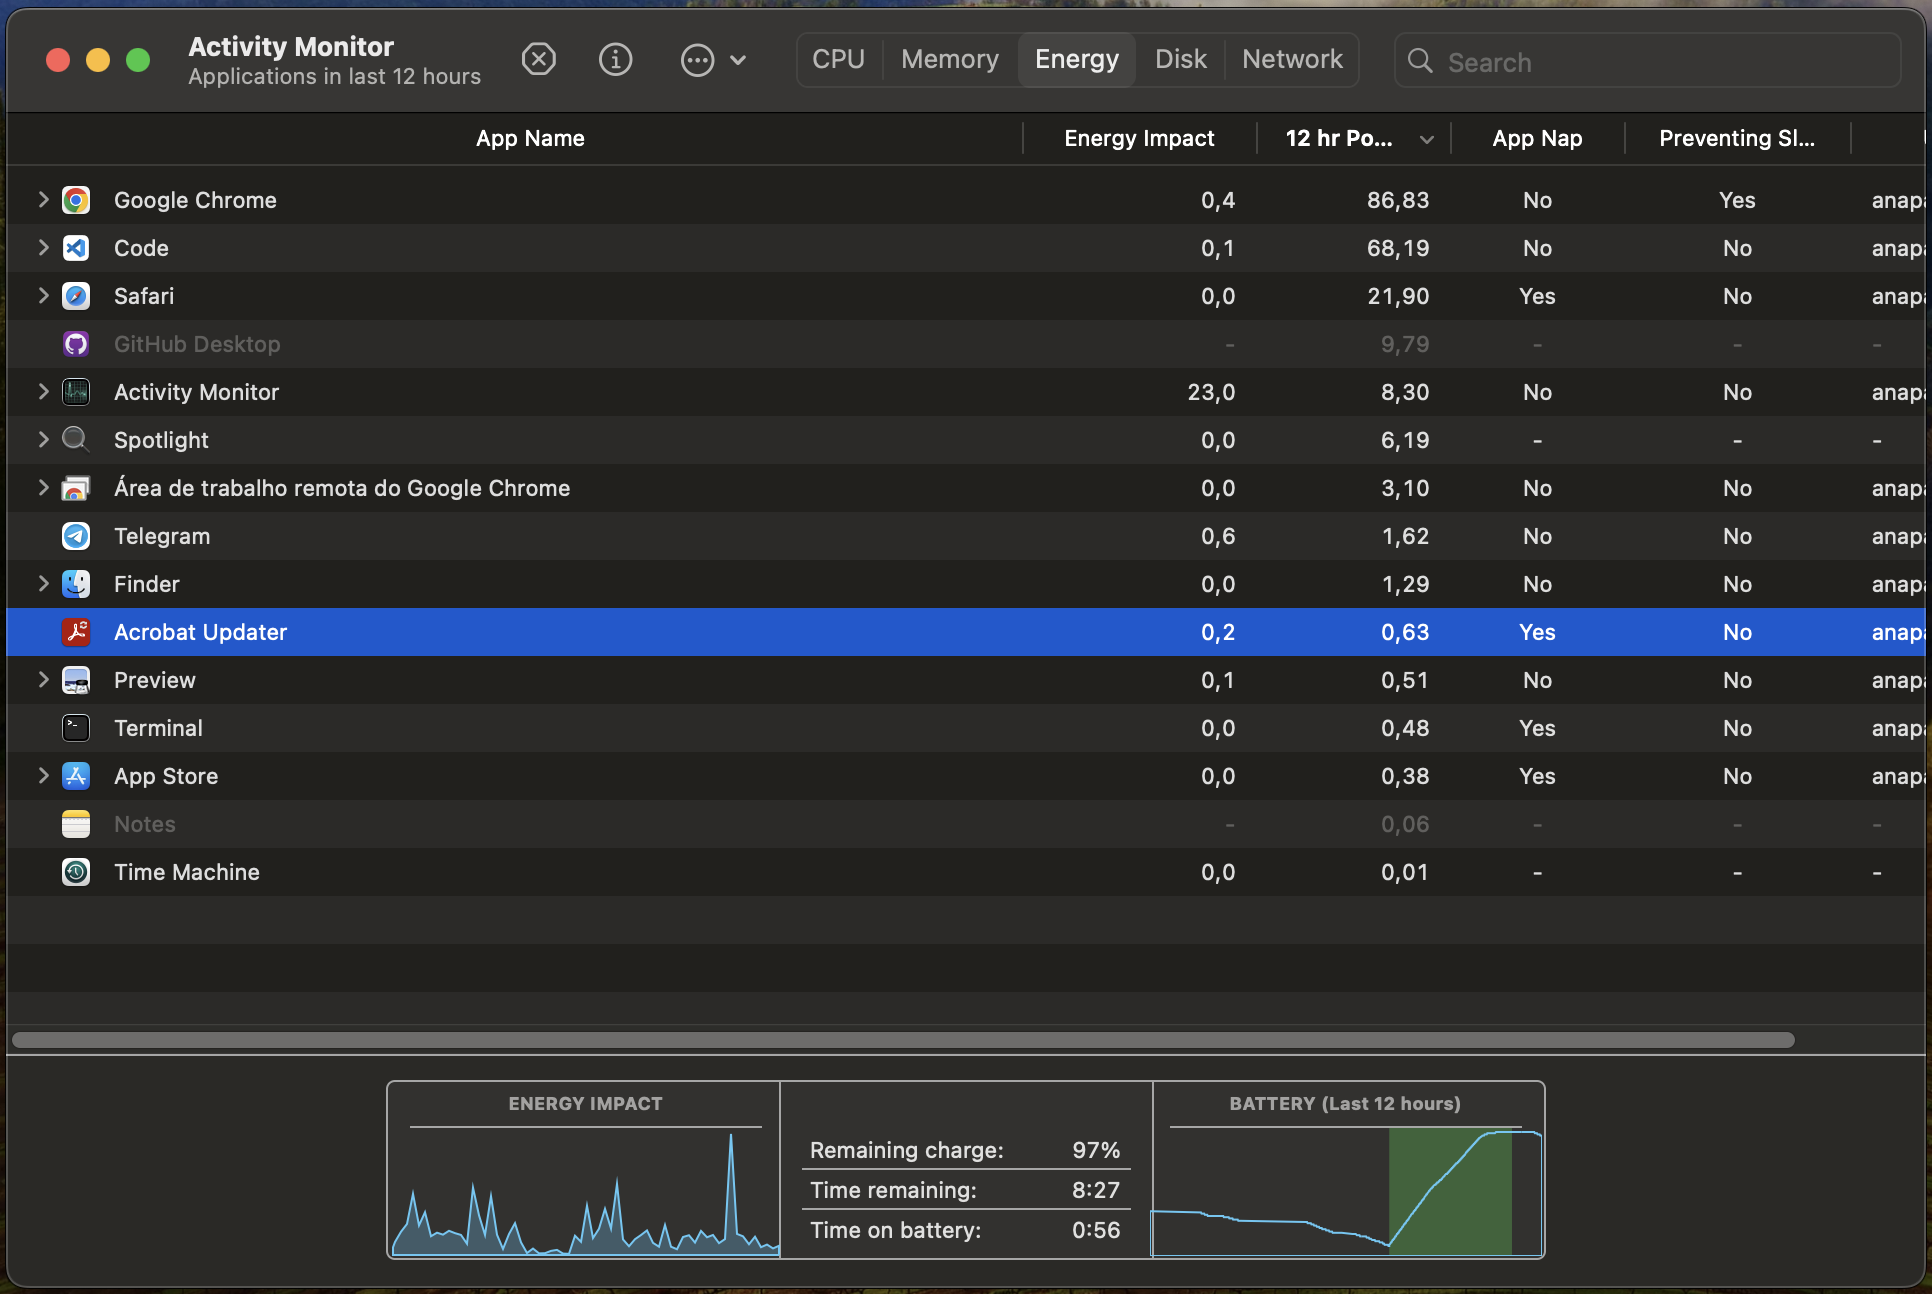 Activity Monitor
Applications in last 12 hours
CPU Memory Energy Disk Network Search
App Name Energy Impact 12 hr Po... App Nap Preventing Sl...
Google Chrome 0,4 86,83 No Yes anap
Code 0,1 68,19 No No anap
Safari 0,0 21,90 Yes No anap
GitHub Desktop - 9,79 - - -
Activity Monitor 23,0 8,30 No No anap
Spotlight 0,0 6,19 - - -
Área de trabalho remota do Google Chrome 0,0 3,10 No No anap
Telegram 0,6 1,62 No No anap
Finder 0,0 1,29 No No anap
Acrobat Updater 0,2 0,63 Yes No anap
Preview 0,1 0,51 No No anap
Terminal 0,0 0,48 Yes No anap
App Store 0,0 0,38 Yes No anap
Notes - 0,06 - - -
Time Machine 0,0 0,01 - - -
ENERGY IMPACT
Remaining charge: 97%
Time remaining: 8:27
Time on battery: 0:56
BATTERY (Last 12 hours)